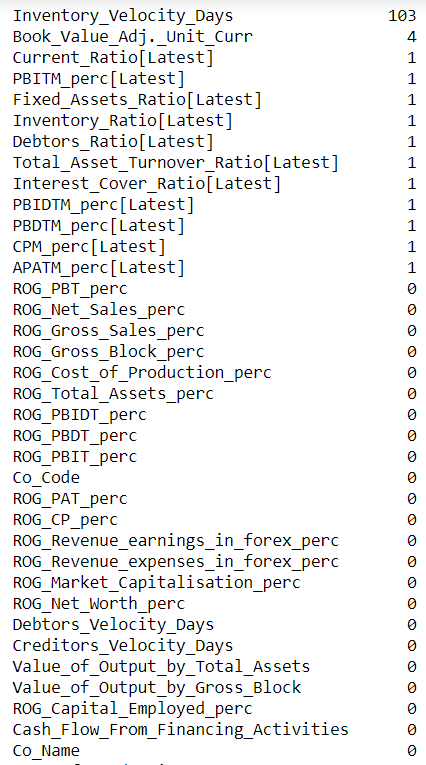 Inventory_Velocity_Days 103
Book_Value_Adj._Unit_Curr 4
Current_Ratio[Latest] 1
PBITM_perc[Latest] 1
Fixed_Assets_Ratio[Latest] 1
Inventory_Ratio[Latest] 1
Debtors_Ratio[Latest] 1
Total_Asset_Turnover_Ratio[Latest] 1
Interest_Cover_Ratio[Latest] 1
PBIDTM_perc[Latest] 1
PBDTM_perc[Latest] 1
CPM_perc[Latest] 1
APATM_perc[Latest] 1
ROG_PBT_perc 0
ROG_Net_Sales_perc 0
ROG_Gross_Sales_perc 0
ROG_Gross_Block_perc 0
ROG_Cost_of_Production_perc 0
ROG_Total_Assets_perc 0
ROG_PBIDT_perc 0
ROG_PBDT_perc 0
ROG_PBIT_perc 0
Co_Code 0
ROG_PAT_perc 0
ROG_CP_perc 0
ROG_Revenue_earnings_in_forex_perc 0
ROG_Revenue_expenses_in_forex_perc 0
ROG_Market_Capitalisation_perc 0
ROG_Net_Worth_perc 0
Debtors_Velocity_Days 0
Creditors_Velocity_Days 0
Value_of_Output_by_Total_Assets 0
Value_of_Output_by_Gross_Block 0
ROG_Capital_Employed_perc 0
Cash_Flow_From_Financing_Activities 0
Co_Name 0